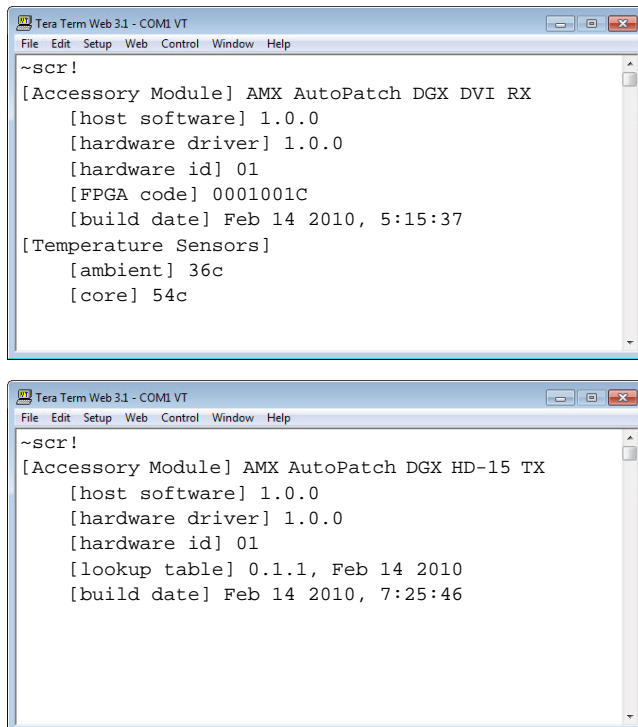 Tera Term Web 3.1 - COM1 VT
File Edit Setup Web Control Window Help
~scr!
[Accessory Module] AMX AutoPatch DGX DVI RX
[host software] 1.0.0
[hardware driver] 1.0.0
[hardware id] 01
[FPGA code] 0001001C
[build date] Feb 14 2010, 5:15:37
[Temperature Sensors]
[ambient] 36c
[core] 54c
Tera Term Web 3.1 - COM1 VT
File Edit Setup Web Control Window Help
~scr!
[Accessory Module] AMX AutoPatch DGX HD-15 TX
[host software] 1.0.0
[hardware driver] 1.0.0
[hardware id] 01
[lookup table] 0.1.1, Feb 14 2010
[build date] Feb 14 2010, 7:25:46